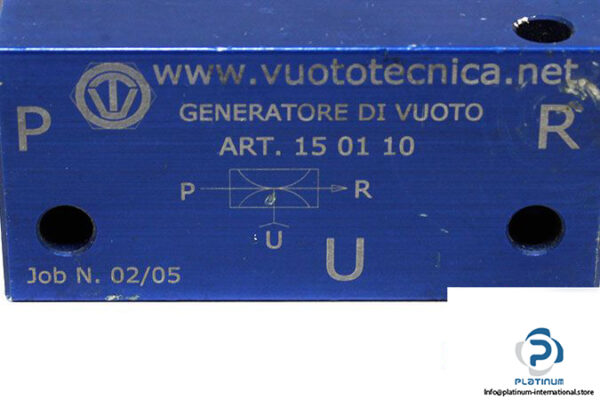 www.vuototecnica.net
GENERATORE DI VUOTO
ART. 15 01 10
P
R
P R
U
U
Job N. 02/05
PLATINUM
Info@platinum-international.store